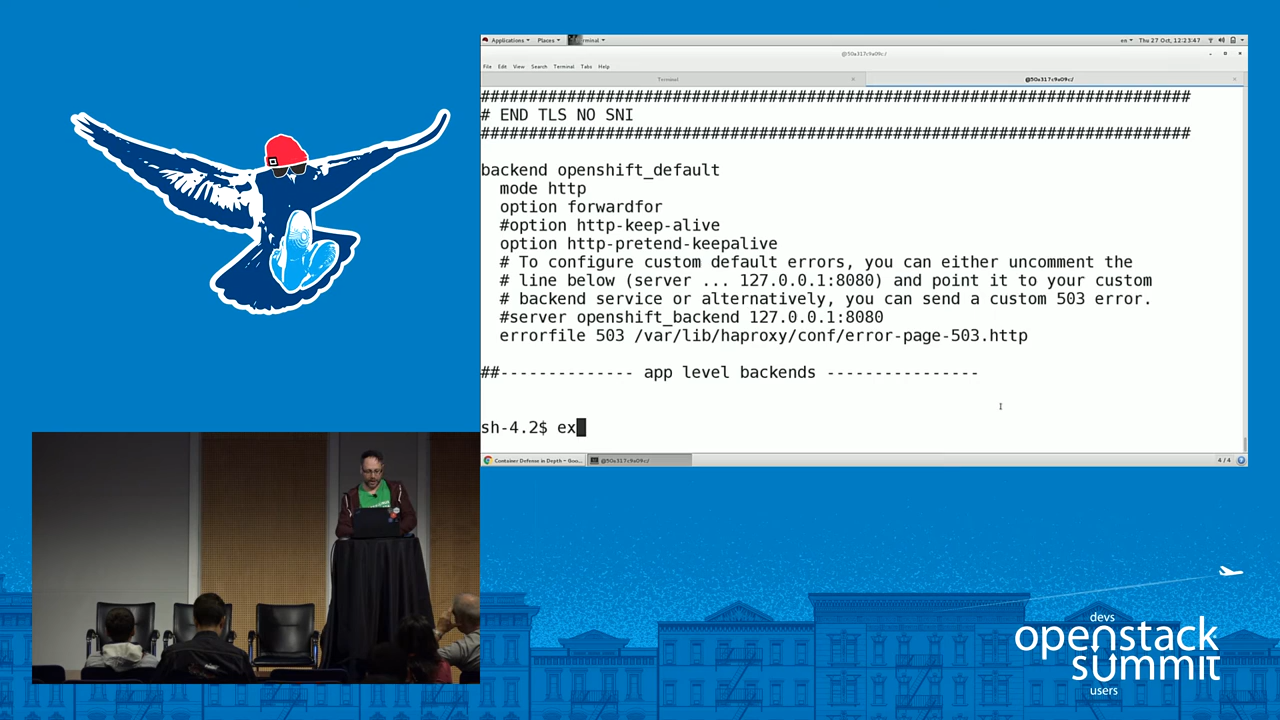 Applications Places Terminal en Thu 27 Oct, 12:23:47
@50a317c9a09c:/
File Edit View Search Terminal Tabs Help
Terminal @50a317c9a09c:/
##########################################################################
# END TLS NO SNI
##########################################################################
backend openshift_default
mode http
option forwardfor
#option http-keep-alive
option http-pretend-keepalive
# To configure custom default errors, you can either uncomment the
# line below (server ... 127.0.0.1:8080) and point it to your custom
# backend service or alternatively, you can send a custom 503 error.
#server openshift_backend 127.0.0.1:8080
errorfile 503 /var/lib/haproxy/conf/error-page-503.http
##-------------- app level backends ----------------
sh-4.2$ ex
Container Defense in Depth - Goo... @50a317c9a09c:/ 4 / 4
devs
openstack
summit
users